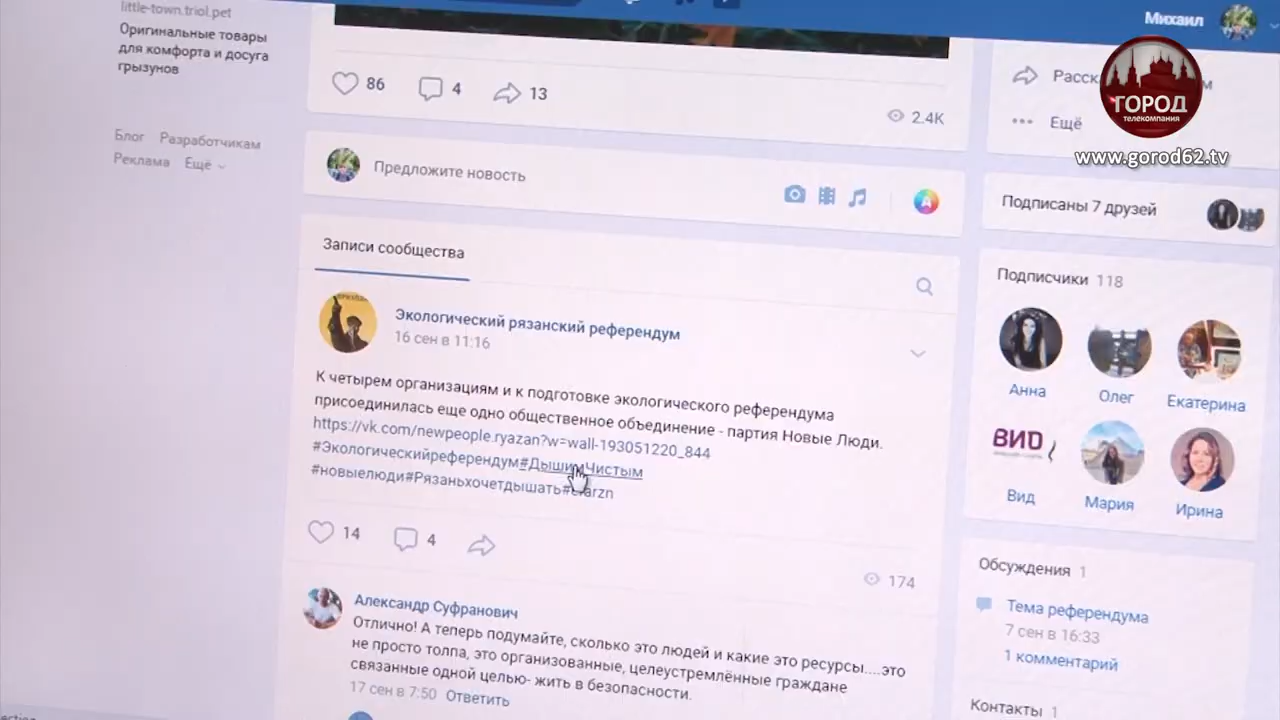 little-town.triol.pet
Оригинальные товары
для комфорта и досуга
грызунов
Блог Разработчикам
Реклама Ещё
86 4 13
2.4K
Предложите новость
Записи сообщества
Экологический рязанский референдум
16 сен в 11:16
К четырем организациям и к подготовке экологического референдума
присоединилась еще одно общественное объединение - партия Новые Люди.
https://vk.com/newpeople.ryazan?w=wall-193051220_844
#Экологическийреферендум#ДышимЧистым
#новыелюди#Рязаньхочетдышать
14 4
174
Александр Суфранович
Отлично! А теперь подумайте, сколько это людей и какие это ресурсы....это
не просто толпа, это организованные, целеустремлённые граждане
связанные одной целью- жить в безопасности.
17 сен в 7:50 Ответить
Михаил
Ещё
ГОРОД
телекомпания
www.gorod62.tv
Подписаны 7 друзей
Подписчики 118
Анна Олег Екатерина
ВИД
Вид Мария Ирина
Обсуждения 1
Тема референдума
7 сен в 16:33
1 комментарий
Контакты 1